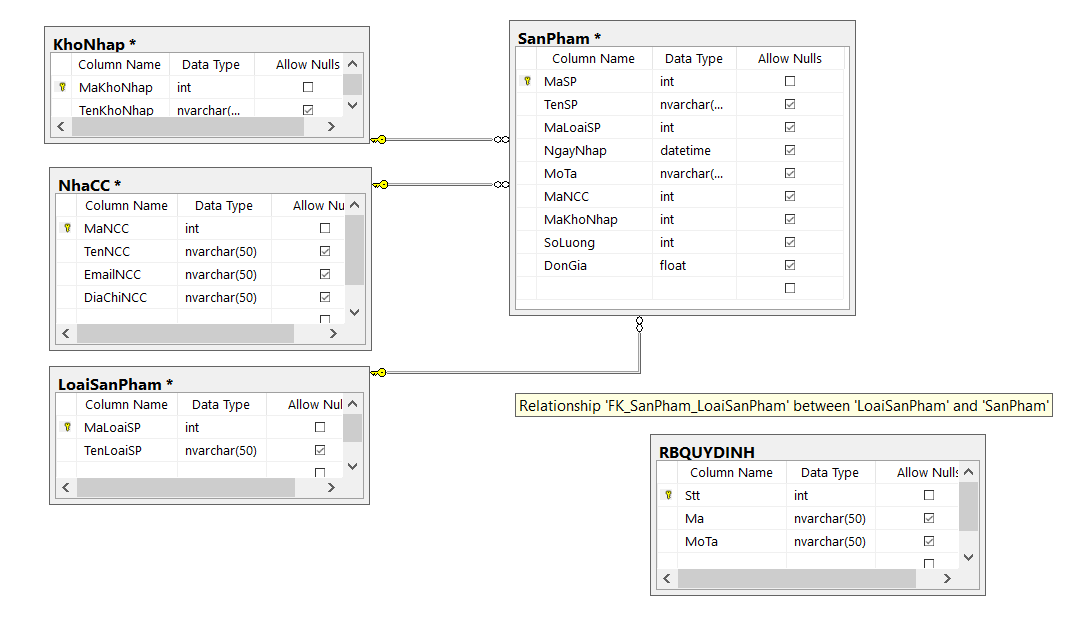 KhoNhap *
Column Name Data Type Allow Nulls
MaKhoNhap int
TenKhoNhap nvarchar(...
SanPham *
Column Name Data Type Allow Nulls
MaSP int
TenSP nvarchar(...
MaLoaiSP int
NgayNhap datetime
MoTa nvarchar(...
MaNCC int
MaKhoNhap int
SoLuong int
DonGia float
NhaCC *
Column Name Data Type Allow Nu
MaNCC int
TenNCC nvarchar(50)
EmailNCC nvarchar(50)
DiaChiNCC nvarchar(50)
LoaiSanPham *
Column Name Data Type Allow Nul
MaLoaiSP int
TenLoaiSP nvarchar(50)
Relationship 'FK_SanPham_LoaiSanPham' between 'LoaiSanPham' and 'SanPham'
RBQUYDINH
Column Name Data Type Allow Nulls
Stt int
Ma nvarchar(50)
MoTa nvarchar(50)